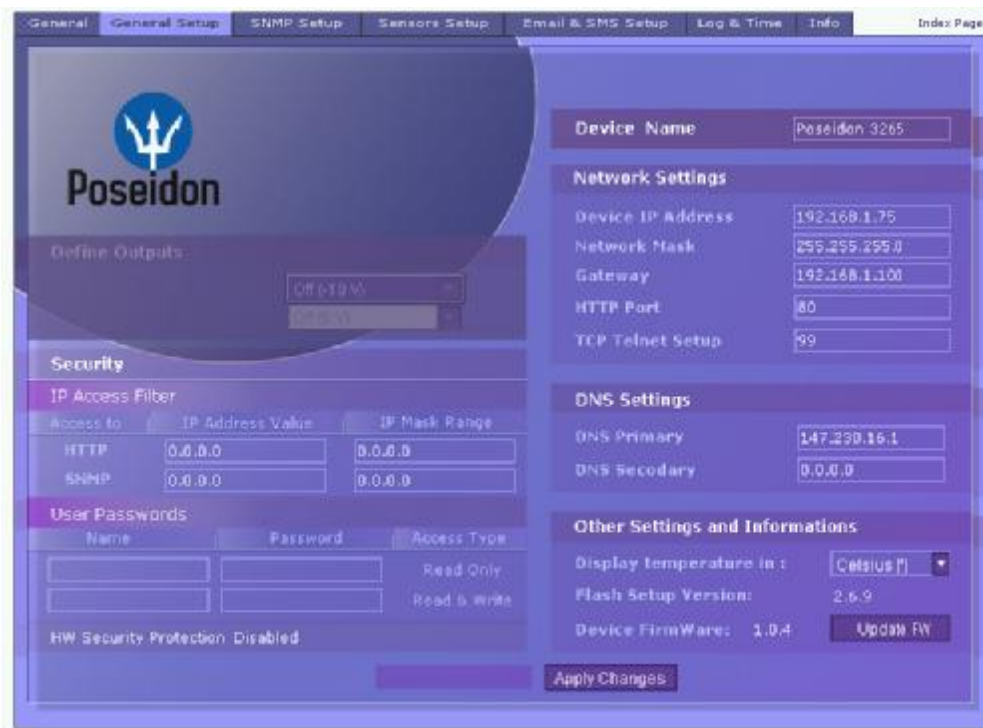 General General Setup SNMP Setup Sensors Setup Email & SMS Setup Log & Time Info Index Page
Poseidon
Define Outputs
Off (-10 V)
Security
IP Access Filter
Access to IP Address Value IP Mask Range
HTTP 0.0.0.0 0.0.0.0
SNMP 0.0.0.0 0.0.0.0
User Passwords
Name Password Access Type
Read Only
Read & Write
HW Security Protection Disabled
Device Name Poseidon 3265
Network Settings
Device IP Address 192.168.1.75
Network Mask 255.255.255.0
Gateway 192.168.1.100
HTTP Port 80
TCP Telnet Setup 99
DNS Settings
DNS Primary 147.230.16.1
DNS Secodary 0.0.0.0
Other Settings and Informations
Display temperature in : Celsius [°]
Flash Setup Version: 2.6.9
Device FirmWare: 1.0.4 Update FW
Apply Changes